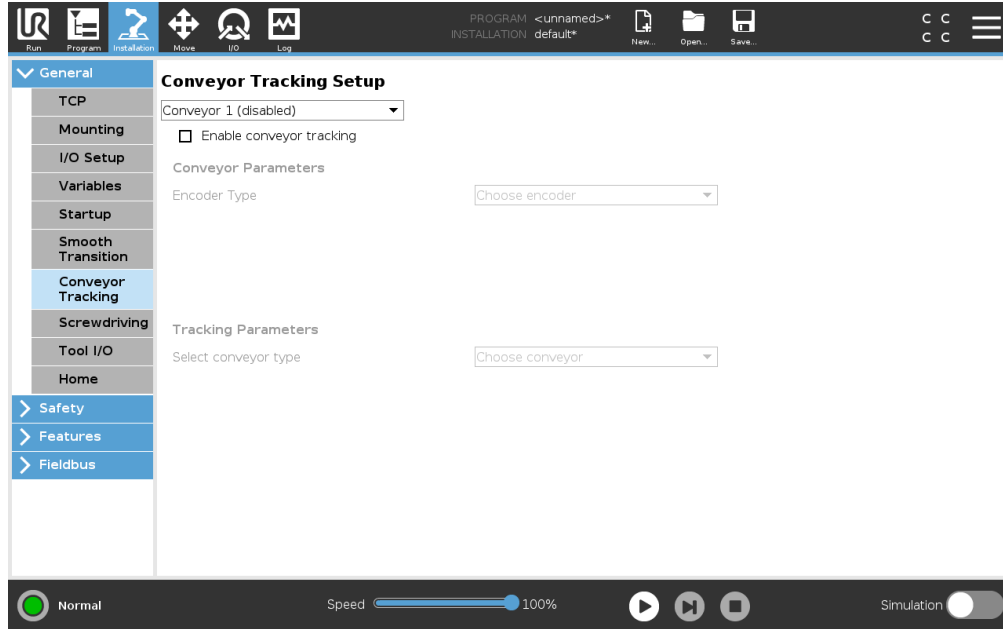 PROGRAM <unnamed>*
INSTALLATION default*
Run
Program
Installation
Move
I/O
Log
New...
Open...
Save...
C C
C C
General
TCP
Mounting
I/O Setup
Variables
Startup
Smooth
Transition
Conveyor
Tracking
Screwdriving
Tool I/O
Home
Safety
Features
Fieldbus
Conveyor Tracking Setup
Conveyor 1 (disabled)
Enable conveyor tracking
Conveyor Parameters
Encoder Type
Choose encoder
Tracking Parameters
Select conveyor type
Choose conveyor
Normal
Speed
100%
Simulation